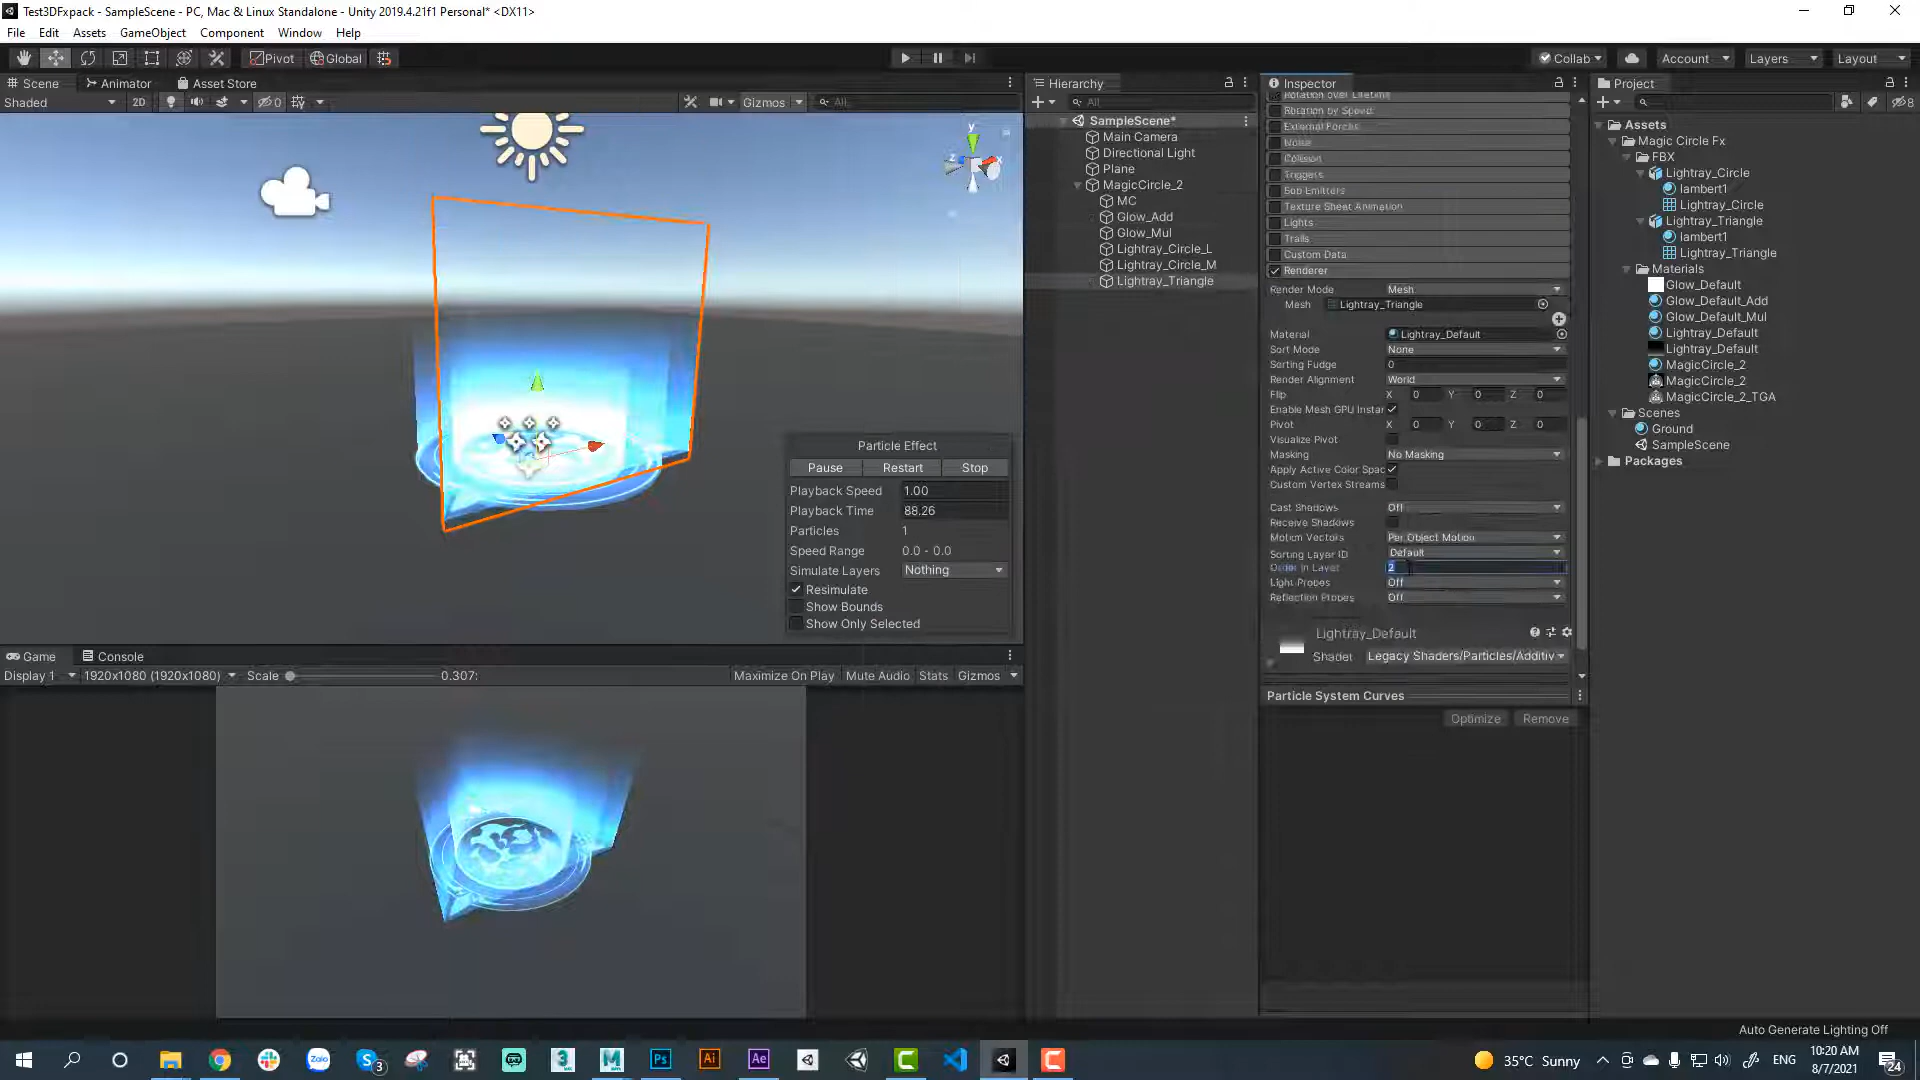 Test3DFxpack - SampleScene - PC, Mac & Linux Standalone - Unity 2019.4.21f1 Personal* <DX11>
File Edit Assets GameObject Component Window Help
Pivot Global Collab Account Layers Layout
Scene Animator Asset Store
Shaded 2D 0 Gizmos All
y
x
z
Particle Effect
Pause Restart Stop
Playback Speed 1.00
Playback Time 88.26
Particles 1
Speed Range 0.0 - 0.0
Simulate Layers Nothing
Resimulate
Show Bounds
Show Only Selected
Game Console
Display 1 1920x1080 (1920x1080) Scale 0.307: Maximize On Play Mute Audio Stats Gizmos
Hierarchy
All
SampleScene*
Main Camera
Directional Light
Plane
MagicCircle_2
MC
Glow_Add
Glow_Mul
Lightray_Circle_L
Lightray_Circle_M
Lightray_Triangle
Inspector
Rotation over Lifetime
Rotation by Speed
External Forces
Noise
Collision
Triggers
Sub Emitters
Texture Sheet Animation
Lights
Trails
Custom Data
Renderer
Render Mode Mesh
Mesh Lightray_Triangle
Material Lightray_Default
Sort Mode None
Sorting Fudge 0
Render Alignment World
Flip X 0 Y 0 Z 0
Enable Mesh GPU Instar
Pivot X 0 Y 0 Z 0
Visualize Pivot
Masking No Masking
Apply Active Color Spac
Custom Vertex Streams
Cast Shadows Off
Receive Shadows
Motion Vectors Per Object Motion
Sorting Layer ID Default
Order in Layer 2
Light Probes Off
Reflection Probes Off
Lightray_Default
Shader Legacy Shaders/Particles/Additiv
Particle System Curves
Optimize Remove
Project
8
Assets
Magic Circle Fx
FBX
Lightray_Circle
lambert1
Lightray_Circle
Lightray_Triangle
lambert1
Lightray_Triangle
Materials
Glow_Default
Glow_Default_Add
Glow_Default_Mul
Lightray_Default
Lightray_Default
MagicCircle_2
MagicCircle_2
MagicCircle_2_TGA
Scenes
Ground
SampleScene
Packages
Auto Generate Lighting Off
Zalo 3 3 M Ps Ai Ae C C
35°C Sunny ENG
10:20 AM
8/7/2021
24